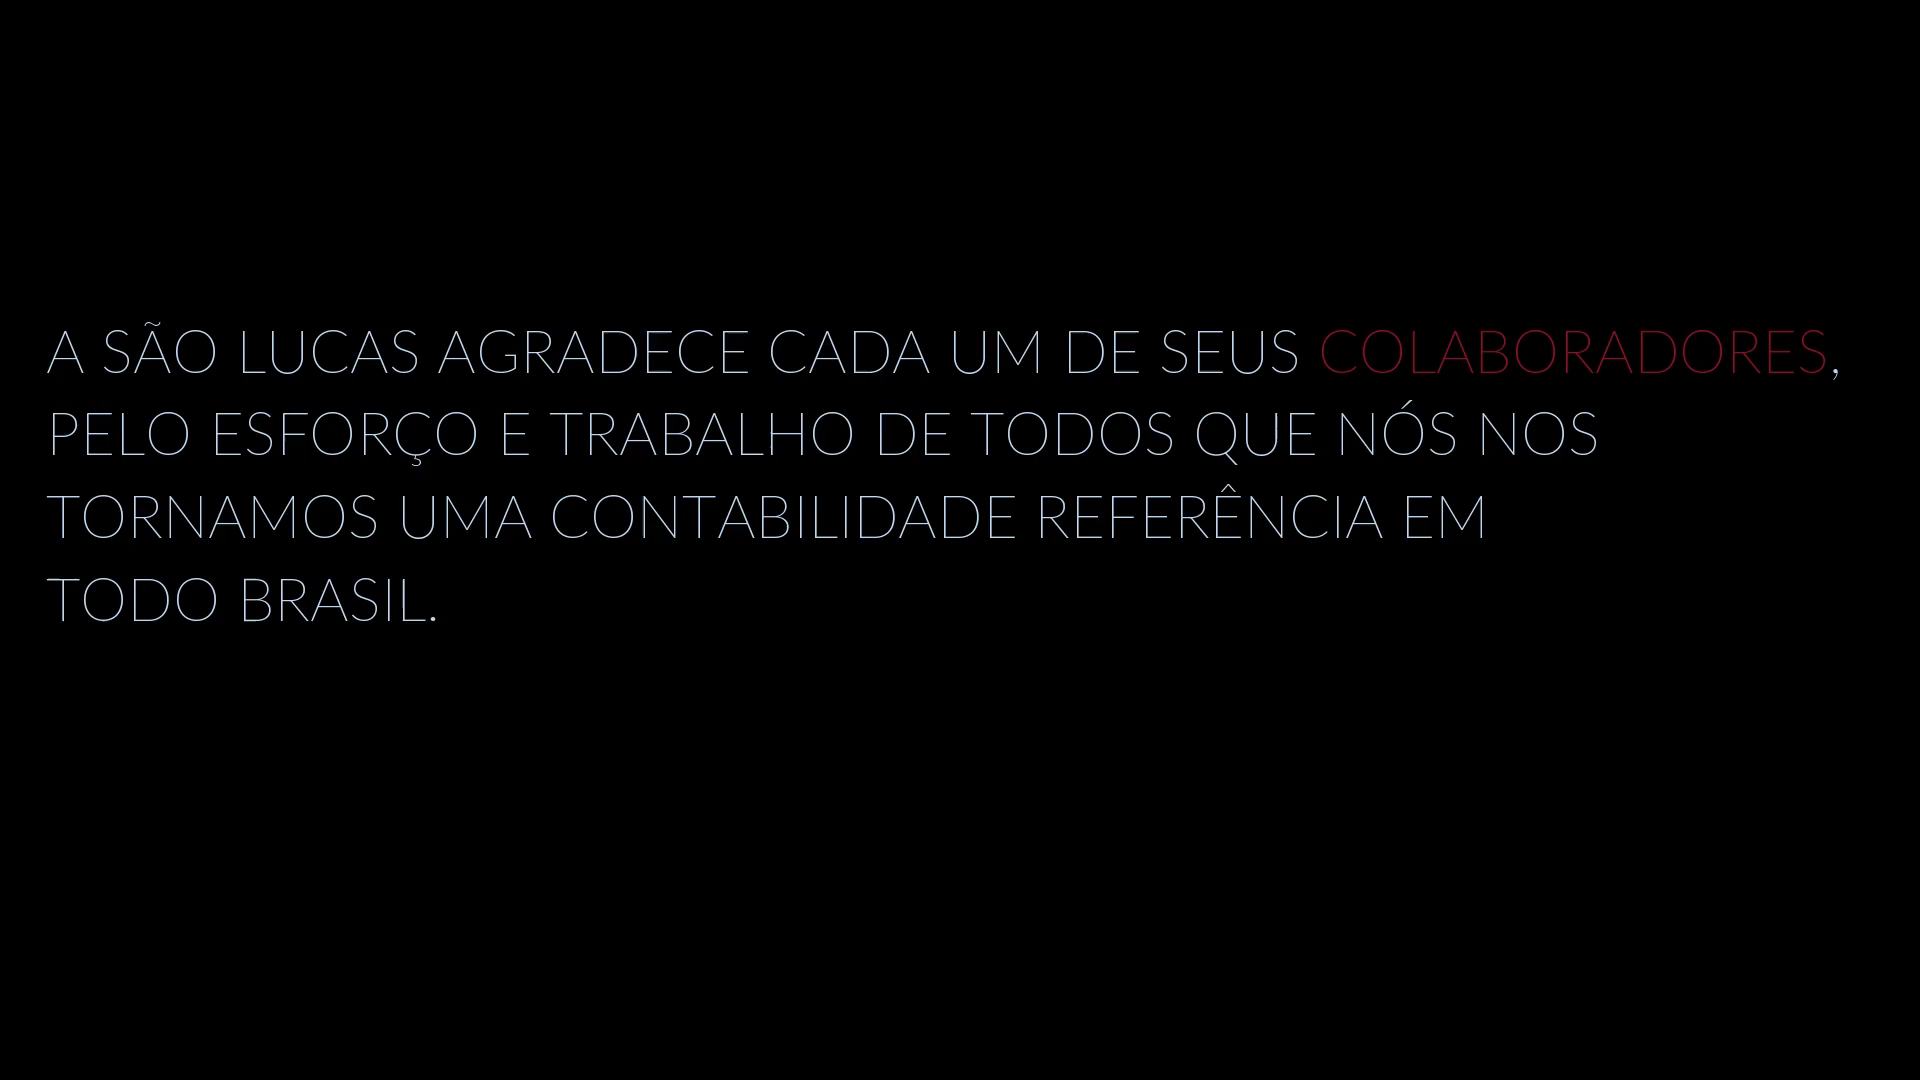 A SÃO LUCAS AGRADECE CADA UM DE SEUS COLABORADORES,
PELO ESFORÇO E TRABALHO DE TODOS QUE NÓS NOS
TORNAMOS UMA CONTABILIDADE REFERÊNCIA EM
TODO BRASIL.